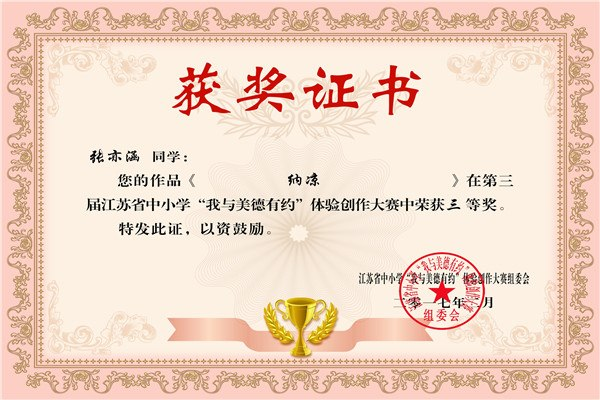 获奖证书
张亦涵 同学：
您的作品《 纳凉 》在第三
届江苏省中小学“我与美德有约”体验创作大赛中荣获三等奖。
特发此证，以资鼓励。
江苏省中小学“我与美德有约”体验创作大赛组委会
二零一七年 月
组委会